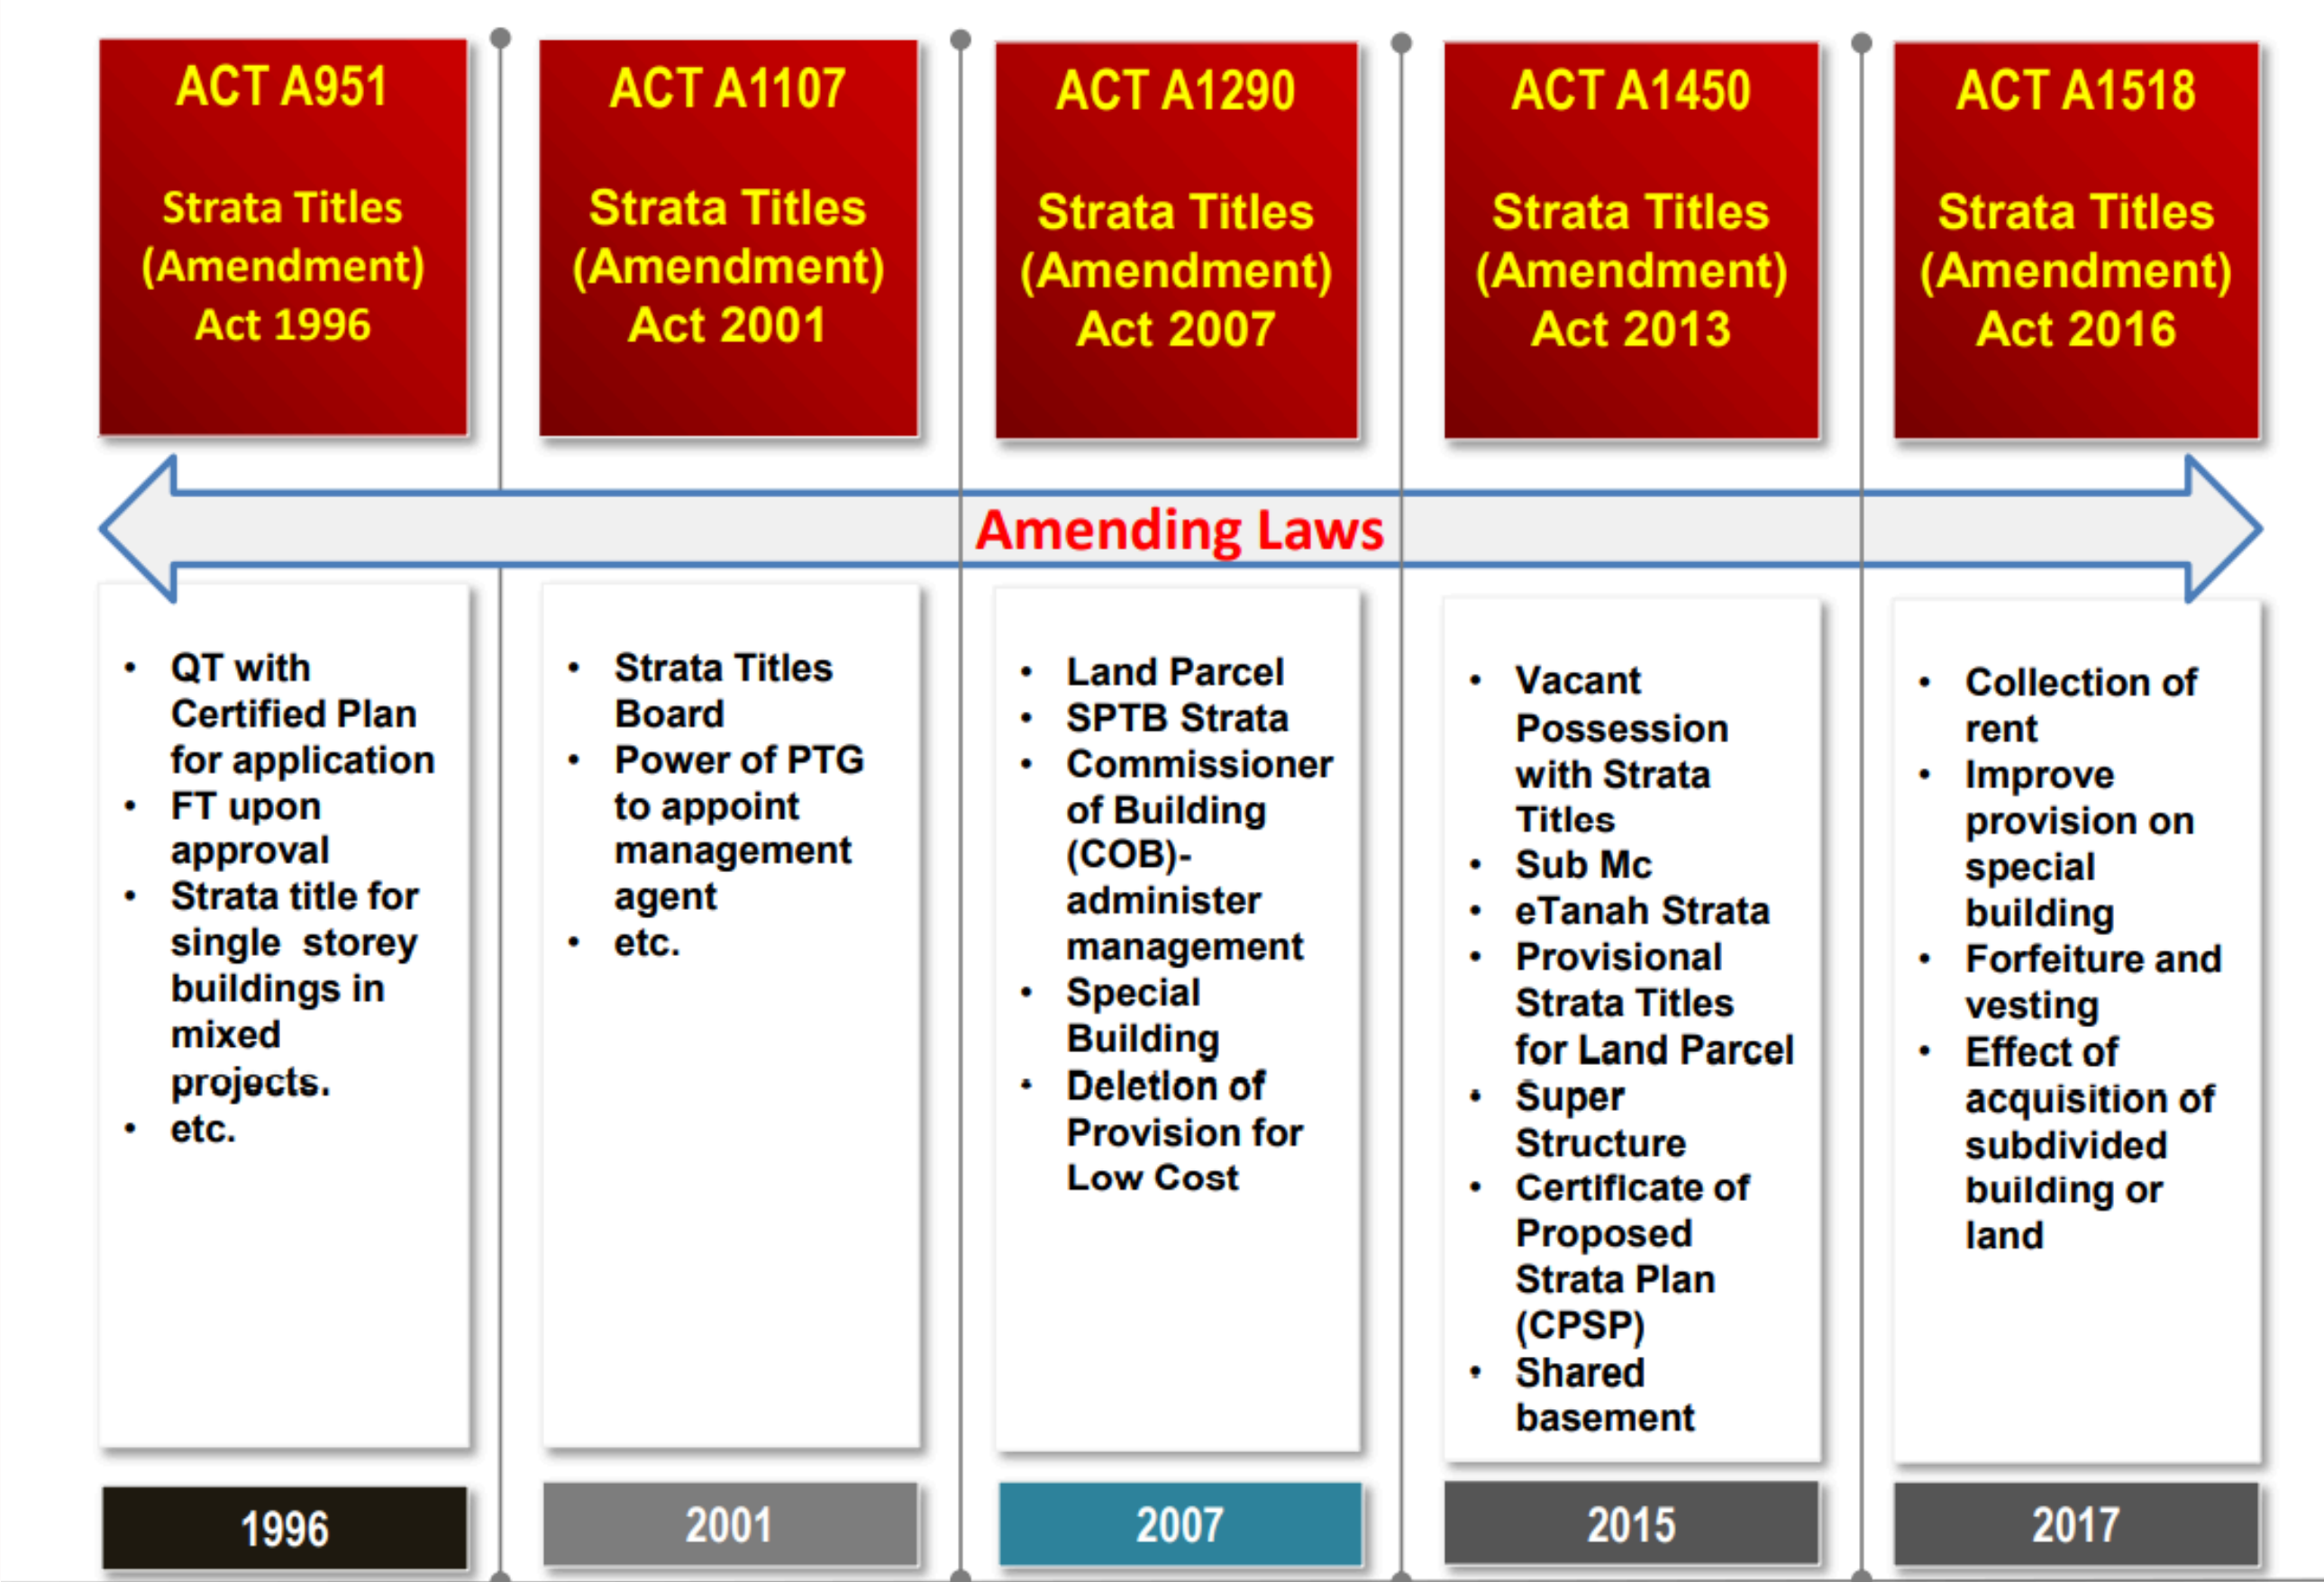 ACT A951
Strata Titles
(Amendment)
Act 1996
ACT A1107
Strata Titles
(Amendment)
Act 2001
ACT A1290
Strata Titles
(Amendment)
Act 2007
ACT A1450
Strata Titles
(Amendment)
Act 2013
ACT A1518
Strata Titles
(Amendment)
Act 2016
Amending Laws
• QT with
Certified Plan
for application
• FT upon
approval
• Strata title for
single storey
buildings in
mixed
projects.
• etc.
• Strata Titles
Board
• Power of PTG
to appoint
management
agent
• etc.
• Land Parcel
• SPTB Strata
• Commissioner
of Building
(COB)-
administer
management
• Special
Building
• Deletion of
Provision for
Low Cost
• Vacant
Possession
with Strata
Titles
• Sub Mc
• eTanah Strata
• Provisional
Strata Titles
for Land Parcel
• Super
Structure
• Certificate of
Proposed
Strata Plan
(CPSP)
• Shared
basement
• Collection of
rent
• Improve
provision on
special
building
• Forfeiture and
vesting
• Effect of
acquisition of
subdivided
building or
land
1996
2001
2007
2015
2017